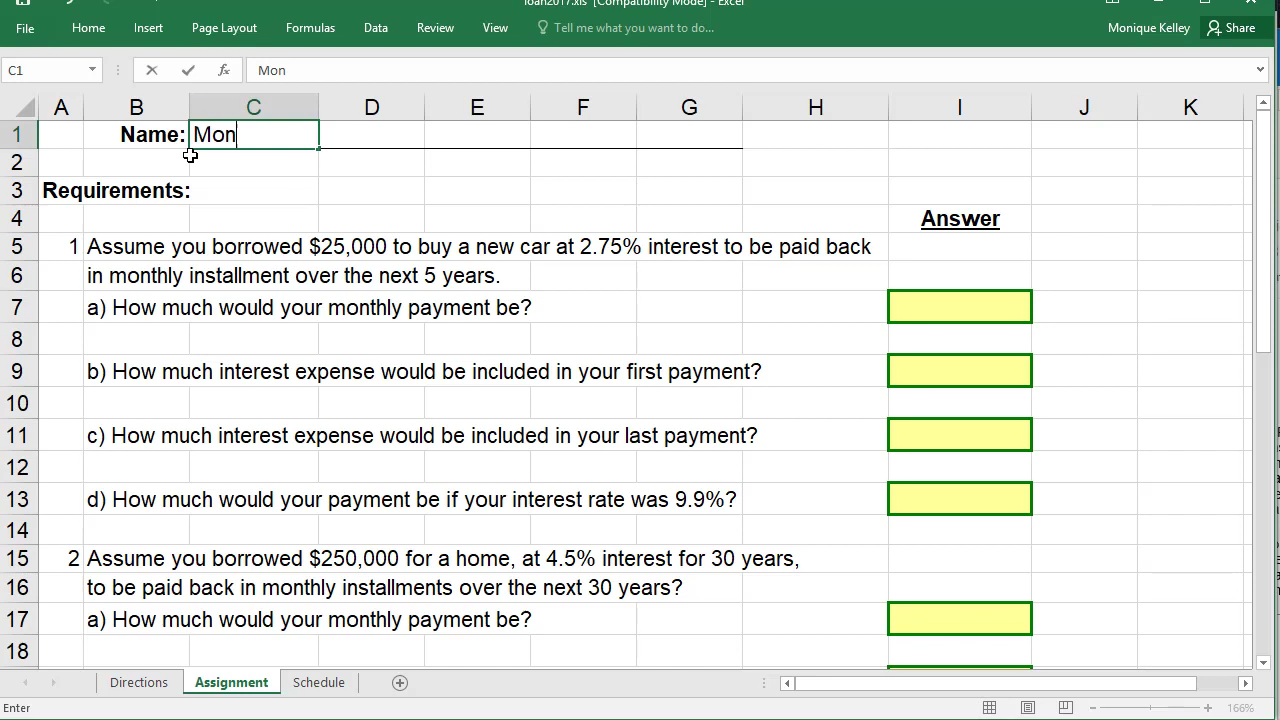 loan2017.xls [Compatibility Mode] - Excel
File Home Insert Page Layout Formulas Data Review View Tell me what you want to do... Monique Kelley Share
C1 fx Mon
A B C D E F G H I J K
1 Name: Mon
2
3 Requirements:
4 Answer
5 1 Assume you borrowed $25,000 to buy a new car at 2.75% interest to be paid back
6 in monthly installment over the next 5 years.
7 a) How much would your monthly payment be?
8
9 b) How much interest expense would be included in your first payment?
10
11 c) How much interest expense would be included in your last payment?
12
13 d) How much would your payment be if your interest rate was 9.9%?
14
15 2 Assume you borrowed $250,000 for a home, at 4.5% interest for 30 years,
16 to be paid back in monthly installments over the next 30 years?
17 a) How much would your monthly payment be?
18
Directions Assignment Schedule
Enter 166%